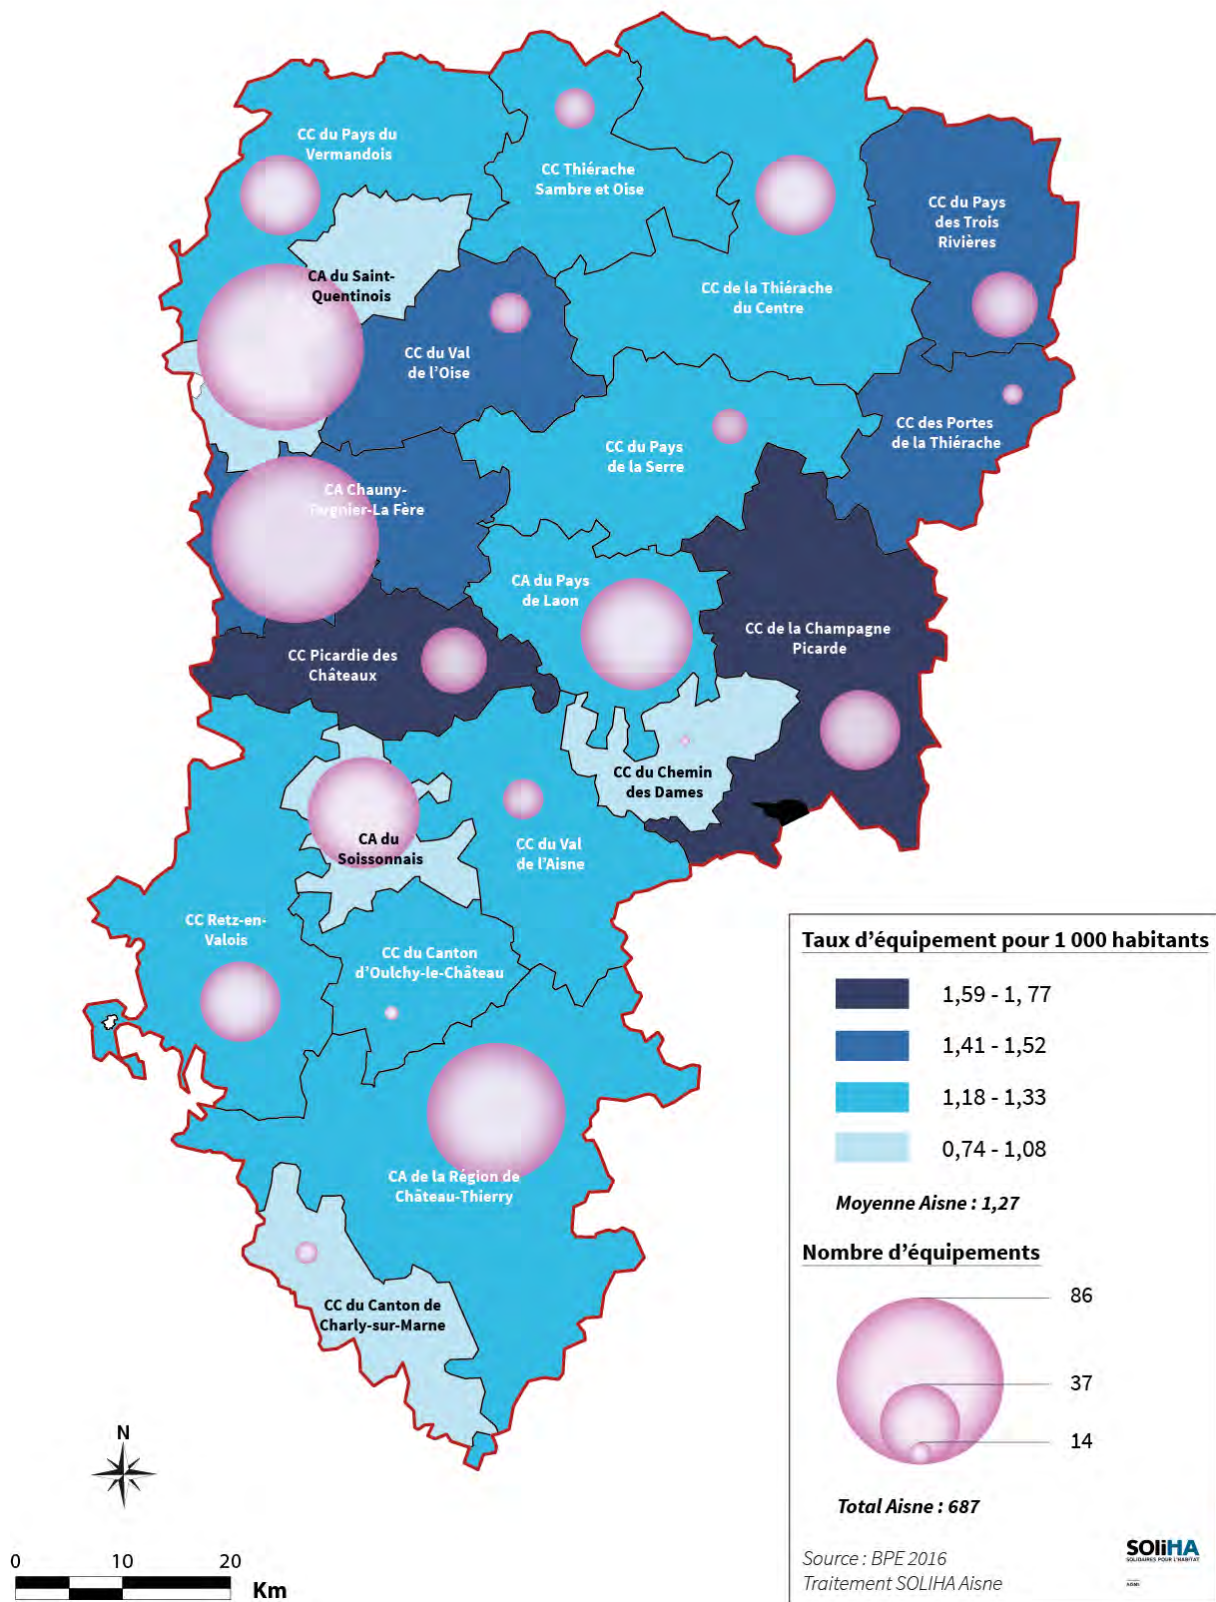 CC du Pays du
Vermandois
CC Thiérache
Sambre et Oise
CC du Pays
des Trois
Rivières
CA du Saint-
Quentinois
CC de la Thiérache
du Centre
CC du Val
de l'Oise
CC des Portes
de la Thiérache
CC du Pays
de la Serre
CA Chauny-
Tergnier-La Fère
CA du Pays
de Laon
CC de la Champagne
Picarde
CC Picardie des
Châteaux
CC du Chemin
des Dames
CA du
Soissonnais
CC du Val
de l'Aisne
CC Retz-en-
Valois
CC du Canton
d'Oulchy-le-Château
CA de la Région de
Château-Thierry
CC du Canton de
Charly-sur-Marne
N
0 10 20
Km
Taux d'équipement pour 1 000 habitants
1,59 - 1, 77
1,41 - 1,52
1,18 - 1,33
0,74 - 1,08
Moyenne Aisne : 1,27
Nombre d'équipements
86
37
14
Total Aisne : 687
Source : BPE 2016
Traitement SOLIHA Aisne
SOLiHA
SOLIDAIRES POUR L'HABITAT
AISNE